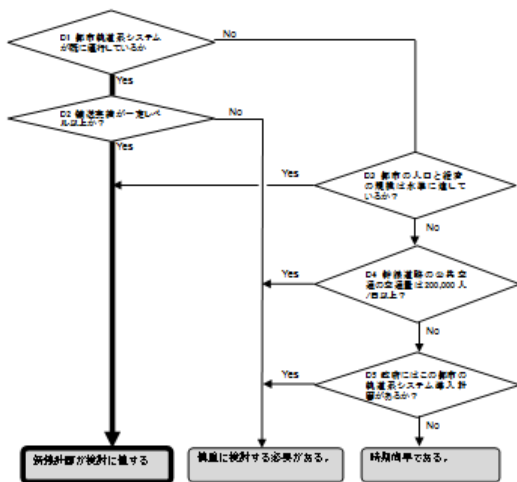 D1 都市軌道系システム
が既に運行しているか
No
Yes
D2 輸送実績が一定レベ
ル以上か？
No
Yes
Yes
D3 都市の人口と経済
の規模は水準に達して
いるか？
No
Yes
D4 幹線道路の公共交
通の交通量は200,000人
/日以上？
No
Yes
D5 政府にはこの都市の
軌道系システム導入計
画があるか？
No
新線計画が検討に値する
慎重に検討する必要がある。
時期尚早である。